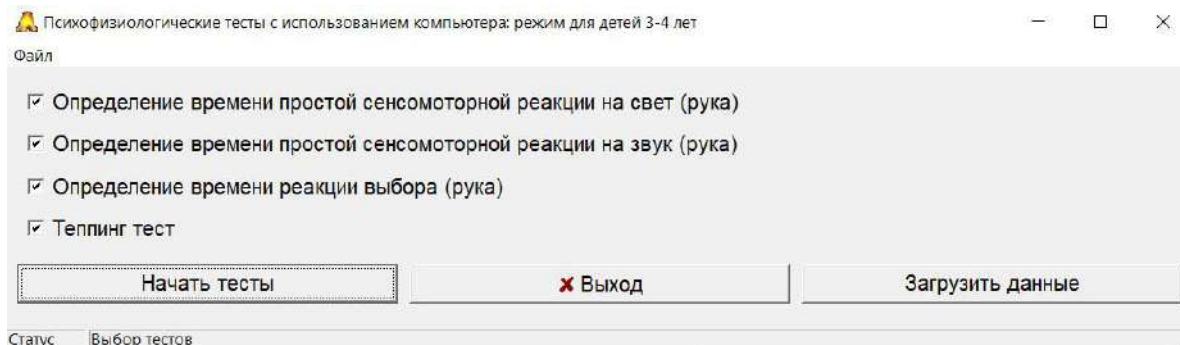 Психофизиологические тесты с использованием компьютера: режим для детей 3-4 лет
Файл
Определение времени простой сенсомоторной реакции на свет (рука)
Определение времени простой сенсомоторной реакции на звук (рука)
Определение времени реакции выбора (рука)
Теппинг тест
Начать тесты Выход Загрузить данные
Статус Выбор тестов